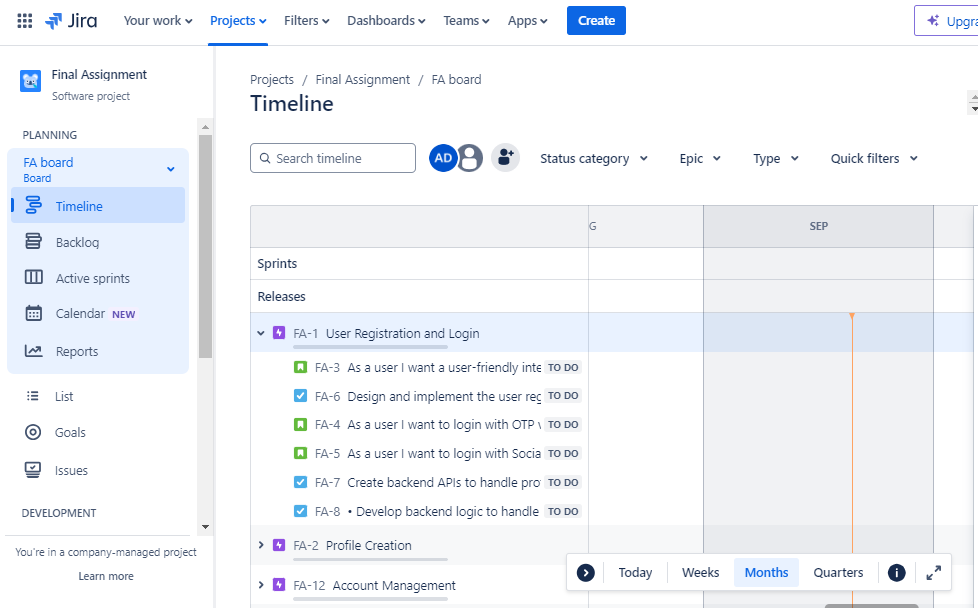 Jira Your work Projects Filters Dashboards Teams Apps Create
Final Assignment
Software project
PLANNING
FA board
Board
Timeline
Backlog
Active sprints
Calendar NEW
Reports
List
Goals
Issues
DEVELOPMENT
You're in a company-managed project
Learn more
Projects / Final Assignment / FA board
Timeline
Search timeline AD Status category Epic Type Quick filters
G SEP
Sprints
Releases
FA-1 User Registration and Login
FA-3 As a user I want a user-friendly inte TO DO
FA-6 Design and implement the user reg TO DO
FA-4 As a user I want to login with OTP TO DO
FA-5 As a user I want to login with Socia TO DO
FA-7 Create backend APIs to handle pro TO DO
FA-8 • Develop backend logic to handle TO DO
FA-2 Profile Creation
FA-12 Account Management
Today Weeks Months Quarters